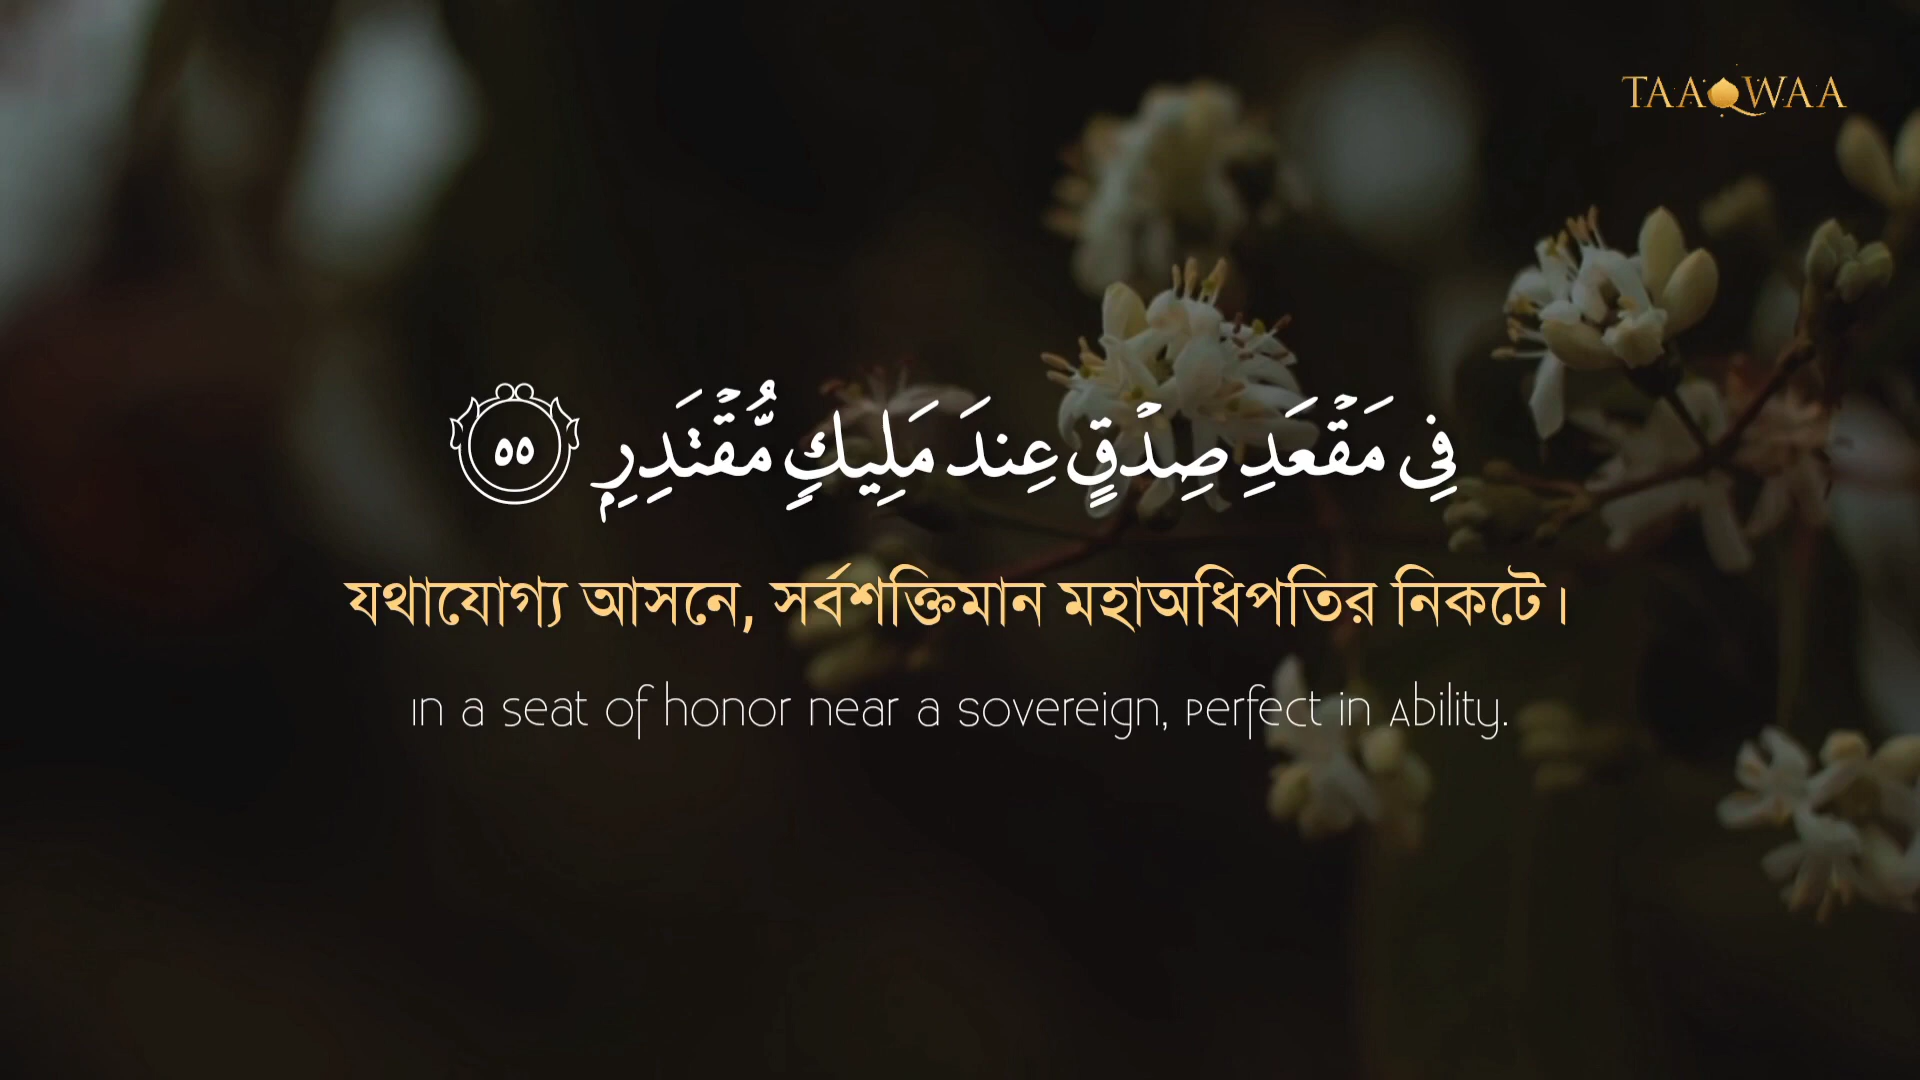 TAAQWAA
فِي مَقْعَدِ صِدْقٍ عِندَ مَلِيكٍ مُّقْتَدِرٍۭ ٥٥
যথাযোগ্য আসনে, সর্বশক্তিমান মহাঅধিপতির নিকটে।
in a seat of honor near a sovereign, perfect in Ability.